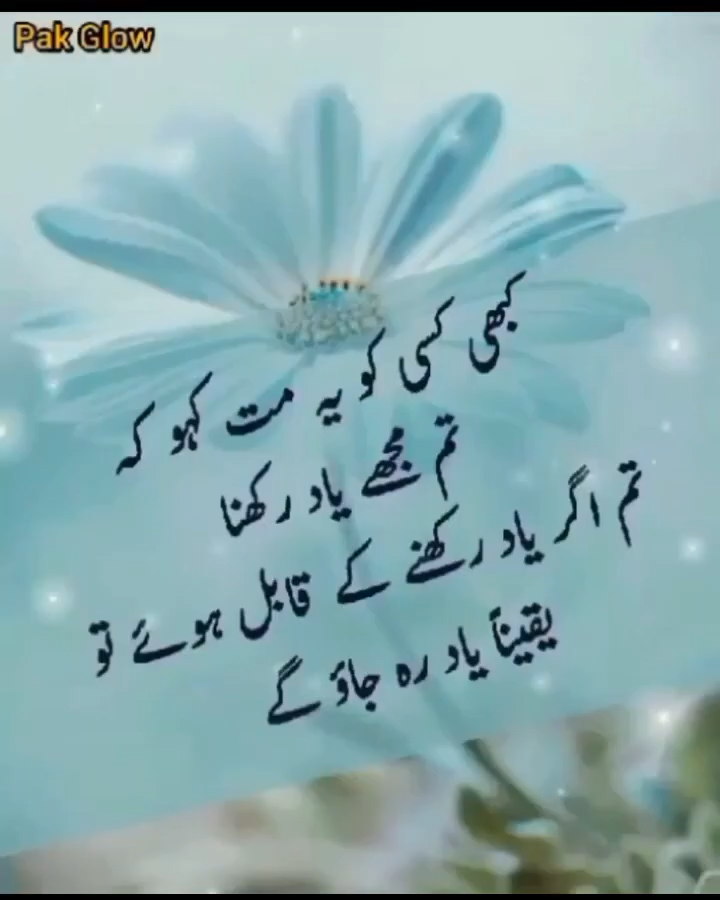 Pak Glow
کبھی کسی کو یہ مت کہو کہ
تم مجھے یاد رکھنا
تم اگر یاد رکھنے کے قابل ہوئے تو
یقیناً یاد رہ جاؤ گے